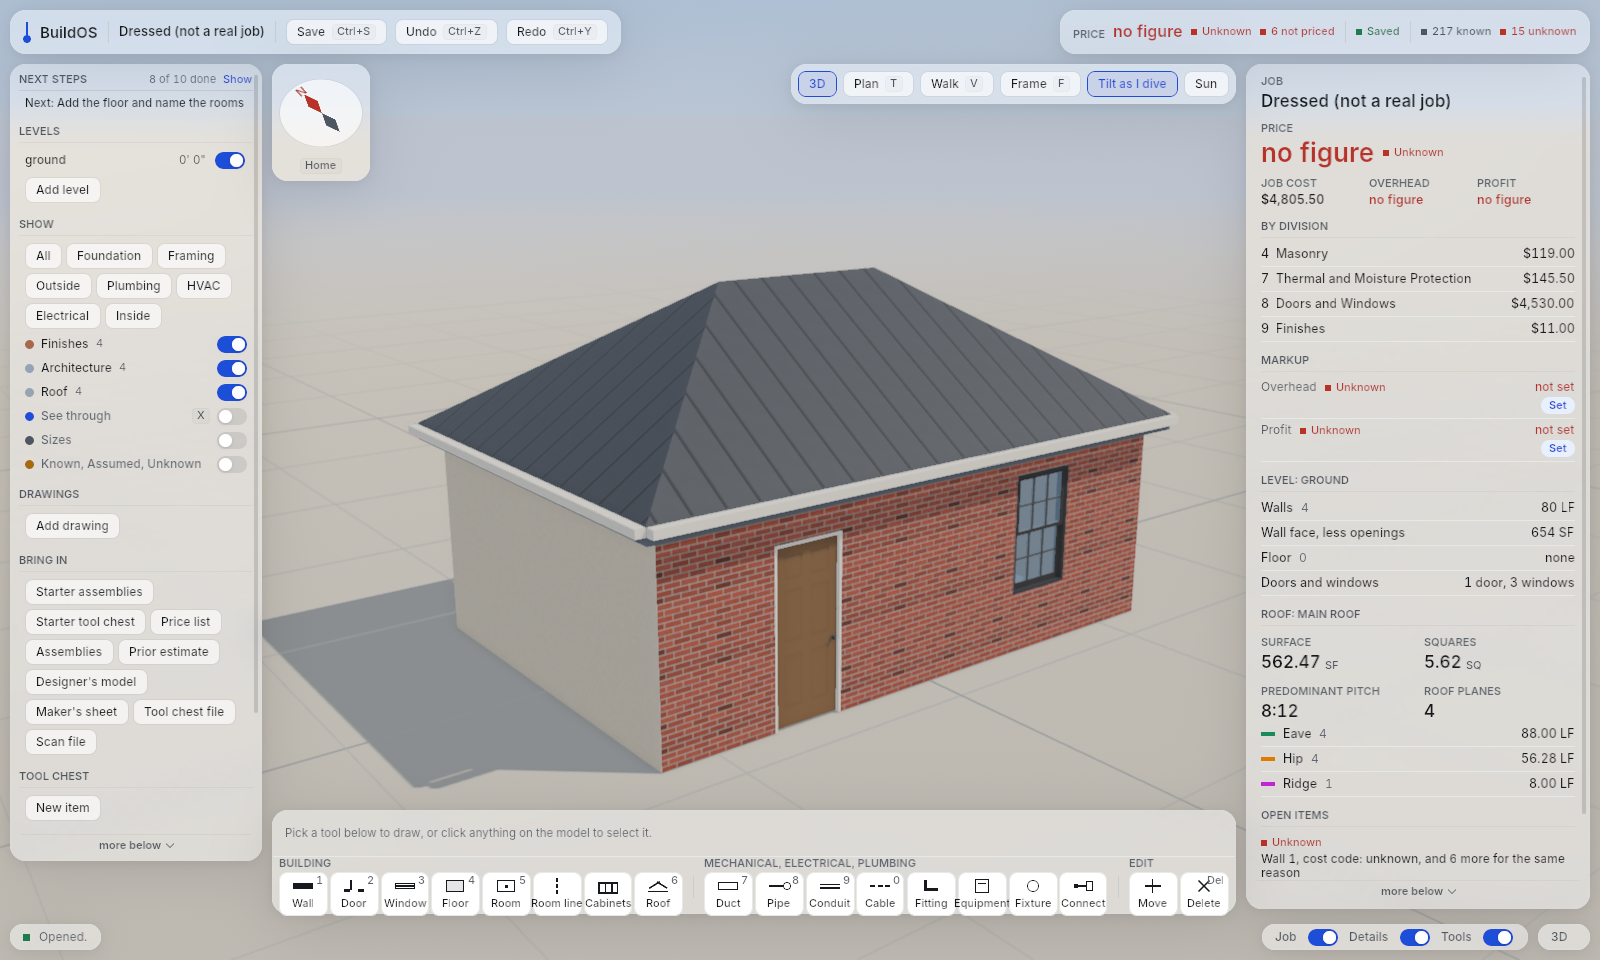 BuildOS
Dressed (not a real job)
Save Ctrl+S
Undo Ctrl+Z
Redo Ctrl+Y
PRICE no figure Unknown 6 not priced Saved 217 known 15 unknown
NEXT STEPS 8 of 10 done Show
Next: Add the floor and name the rooms
LEVELS
ground 0' 0"
Add level
SHOW
All Foundation Framing
Outside Plumbing HVAC
Electrical Inside
Finishes 4
Architecture 4
Roof 4
See through X
Sizes
Known, Assumed, Unknown
DRAWINGS
Add drawing
BRING IN
Starter assemblies
Starter tool chest Price list
Assemblies Prior estimate
Designer's model
Maker's sheet Tool chest file
Scan file
TOOL CHEST
New item
more below
N
Home
3D Plan T Walk V Frame F Tilt as I dive Sun
JOB
Dressed (not a real job)
PRICE
no figure Unknown
JOB COST OVERHEAD PROFIT
$4,805.50 no figure no figure
BY DIVISION
4 Masonry $119.00
7 Thermal and Moisture Protection $145.50
8 Doors and Windows $4,530.00
9 Finishes $11.00
MARKUP
Overhead Unknown not set
Set
Profit Unknown not set
Set
LEVEL: GROUND
Walls 4 80 LF
Wall face, less openings 654 SF
Floor 0 none
Doors and windows 1 door, 3 windows
ROOF: MAIN ROOF
SURFACE SQUARES
562.47 SF 5.62 SQ
PREDOMINANT PITCH ROOF PLANES
8:12 4
Eave 4 88.00 LF
Hip 4 56.28 LF
Ridge 1 8.00 LF
OPEN ITEMS
Unknown
Wall 1, cost code: unknown, and 6 more for the same
reason
more below
Pick a tool below to draw, or click anything on the model to select it.
BUILDING MECHANICAL, ELECTRICAL, PLUMBING EDIT
1 2 3 4 5 6 7 8 9 0 Del
Wall Door Window Floor Room Room line Cabinets Roof Duct Pipe Conduit Cable Fitting Equipment Fixture Connect Move Delete
Opened.
Job Details Tools 3D